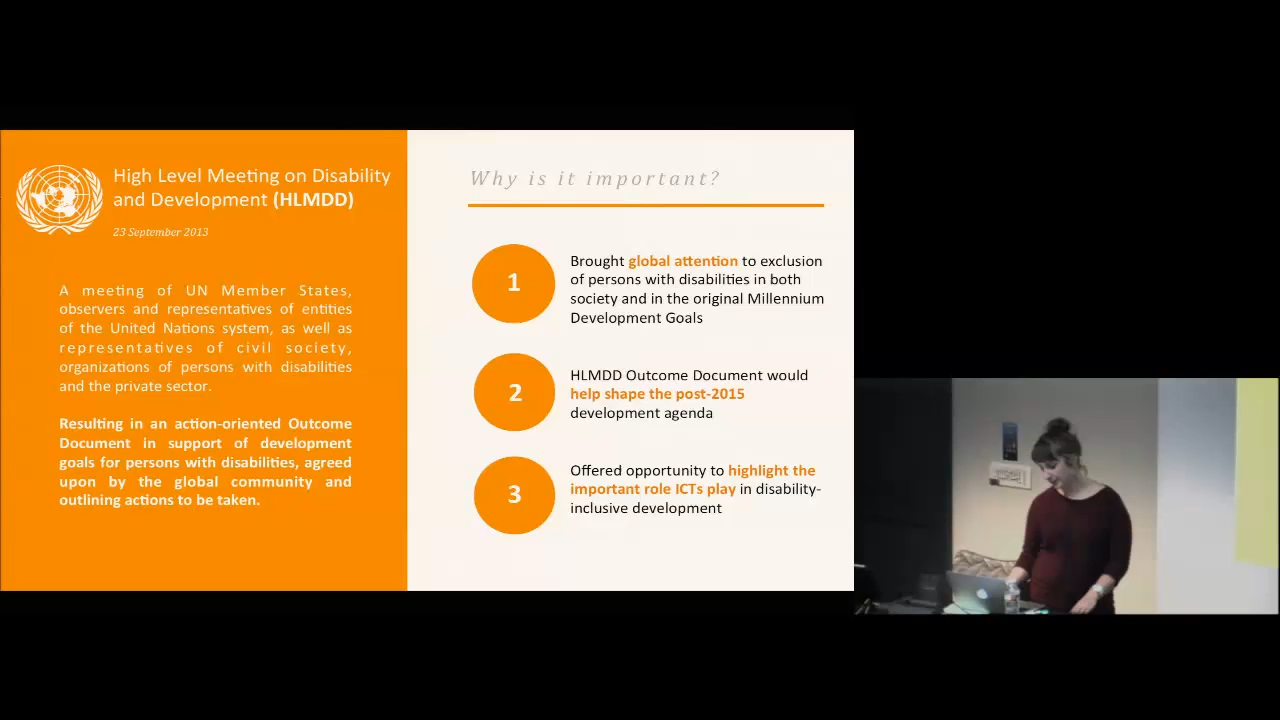 High Level Meeting on Disability
and Development (HLMDD)
23 September 2013
A meeting of UN Member States,
observers and representatives of entities
of the United Nations system, as well as
representatives of civil society,
organizations of persons with disabilities
and the private sector.
Resulting in an action-oriented Outcome
Document in support of development
goals for persons with disabilities, agreed
upon by the global community and
outlining actions to be taken.
Why is it important?
1
Brought global attention to exclusion
of persons with disabilities in both
society and in the original Millennium
Development Goals
2
HLMDD Outcome Document would
help shape the post-2015
development agenda
3
Offered opportunity to highlight the
important role ICTs play in disability-
inclusive development